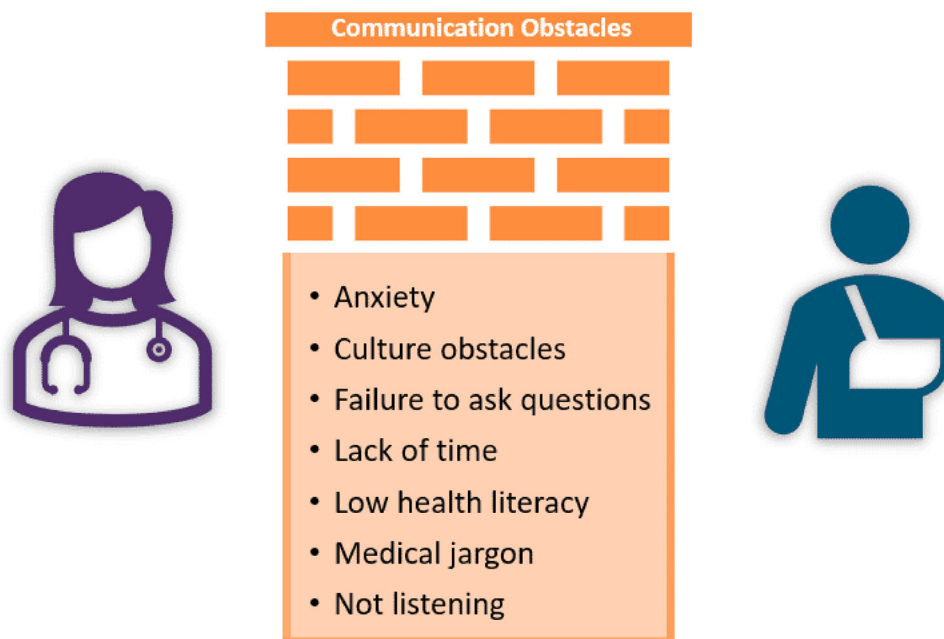 Communication Obstacles
• Anxiety
• Culture obstacles
• Failure to ask questions
• Lack of time
• Low health literacy
• Medical jargon
• Not listening